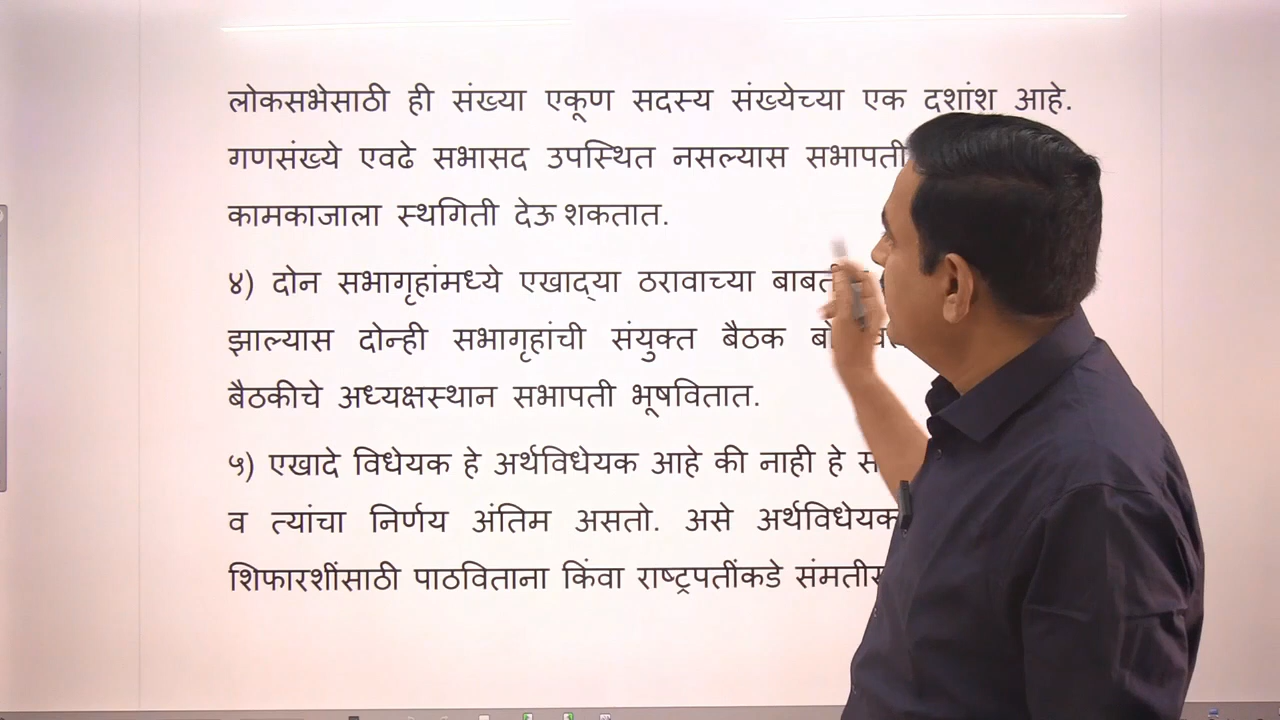 लोकसभेसाठी ही संख्या एकूण सदस्य संख्येच्या एक दशांश आहे.
गणसंख्ये एवढे सभासद उपस्थित नसल्यास सभापती
कामकाजाला स्थगिती देऊ शकतात.
४) दोन सभागृहांमध्ये एखाद्‌या ठरावाच्या
झाल्यास दोन्ही सभागृहांची संयुक्त बैठक
बैठकीचे अध्यक्षस्थान सभापती भूषवितात.
५) एखादे विधेयक हे अर्थविधेयक आहे की नाही हे
व त्यांचा निर्णय अंतिम असतो. असे अर्थविधेयक
शिफारशींसाठी पाठविताना किंवा राष्ट्रपतींकडे